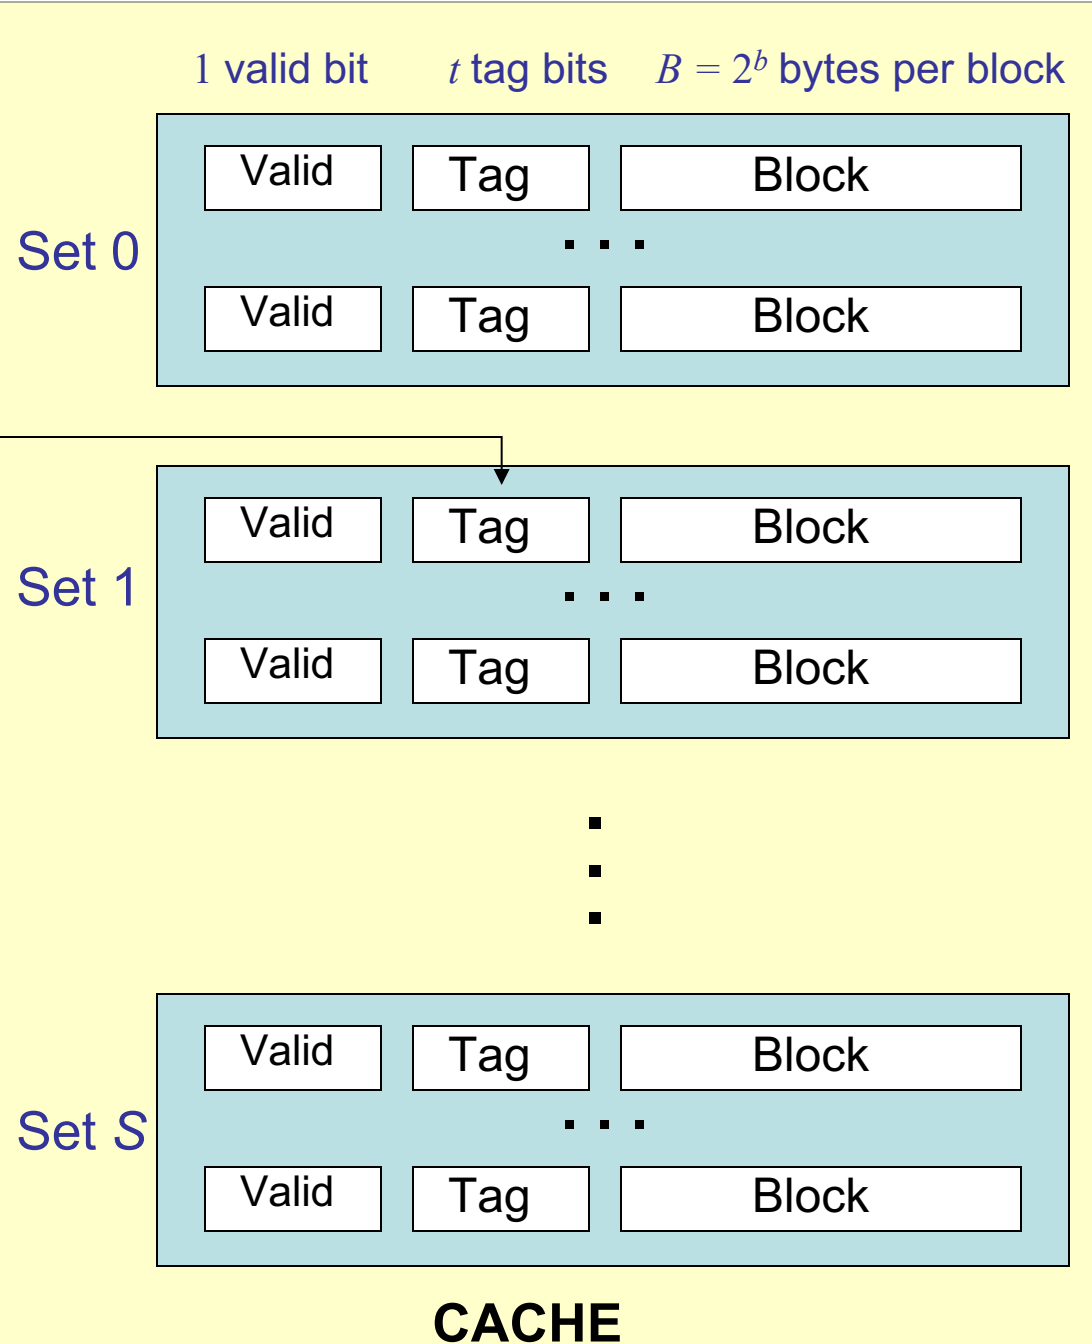 1 valid bit t tag bits B = 2ᵇ bytes per block
Valid Tag Block
Set 0
. . .
Valid Tag Block
Valid Tag Block
Set 1
. . .
Valid Tag Block
.
.
.
Valid Tag Block
Set S
. . .
Valid Tag Block
CACHE